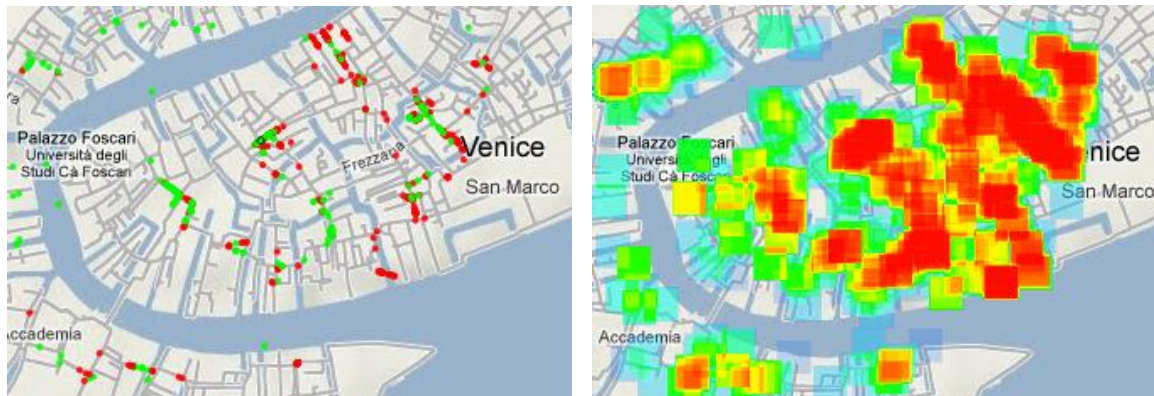 Palazzo Foscari
Università degli
Studi Cà Foscari
Frezzaria
Venice
San Marco
Accademia
Palazzo Foscari
Università degli
Studi Cà Foscari
enice
San Marco
Accademia